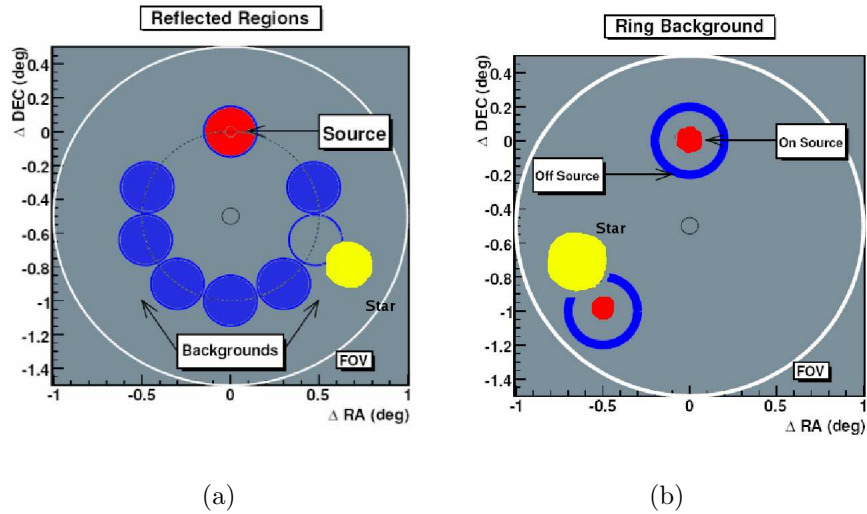 Reflected Regions
Δ DEC (deg)
0.4
0.2
0
-0.2
-0.4
-0.6
-0.8
-1
-1.2
-1.4
Source
Star
Backgrounds
FOV
-1
-0.5
0
0.5
1
Δ RA (deg)
(a)
Ring Background
Δ DEC (deg)
0.4
0.2
0
-0.2
-0.4
-0.6
-0.8
-1
-1.2
-1.4
On Source
Off Source
Star
FOV
-1
-0.5
0
0.5
1
Δ RA (deg)
(b)